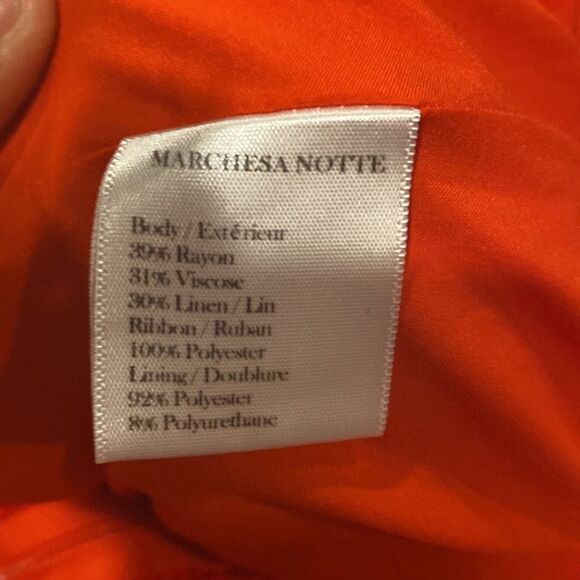 MARCHESA NOTTE
Body / Extérieur
39% Rayon
31% Viscose
30% Linen / Lin
Ribbon / Ruban
100% Polyester
Lining / Doublure
92% Polyester
8% Polyurethane